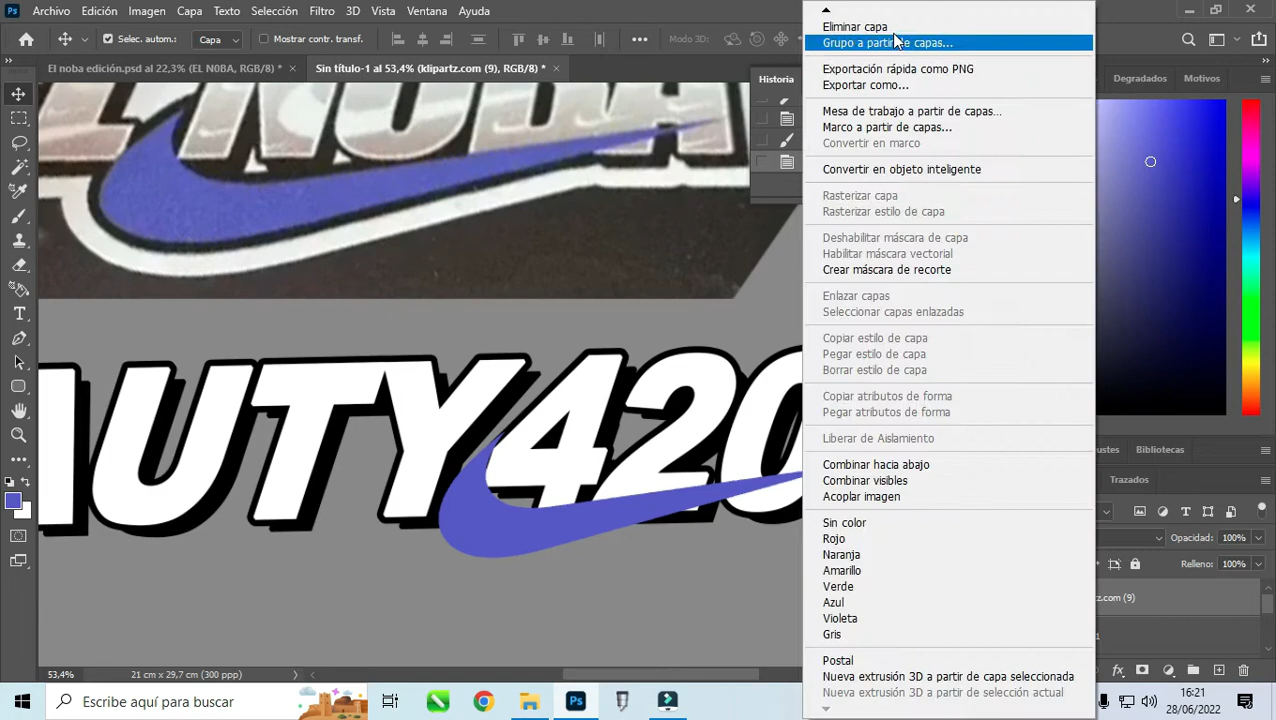 Archivo Edición Imagen Capa Texto Selección Filtro 3D Vista Ventana Ayuda
Selección automática: Capa Mostrar contr. transf. Modo 3D:
El noba edición.psd al 22,3% (EL N0BA, RGB/8) * × Sin título-1 al 53,4% (klipartz.com (9), RGB/8) * ×
Historia
Degradados Motivos
Eliminar capa
Grupo a partir de capas...
Exportación rápida como PNG
Exportar como...
Mesa de trabajo a partir de capas...
Marco a partir de capas...
Convertir en marco
Convertir en objeto inteligente
Rasterizar capa
Rasterizar estilo de capa
Deshabilitar máscara de capa
Habilitar máscara vectorial
Crear máscara de recorte
Enlazar capas
Seleccionar capas enlazadas
Copiar estilo de capa
Pegar estilo de capa
Borrar estilo de capa
Copiar atributos de forma
Pegar atributos de forma
Liberar de Aislamiento
Combinar hacia abajo
Combinar visibles
Acoplar imagen
Sin color
Rojo
Naranja
Amarillo
Verde
Azul
Violeta
Gris
Postal
Nueva extrusión 3D a partir de capa seleccionada
Nueva extrusión 3D a partir de selección actual
AUTY420
ustes Bibliotecas
Trazados
Opacidad: 100%
Relleno: 100%
z.com (9)
53,4% 21 cm x 29,7 cm (300 ppp)
Escribe aquí para buscar
16:21
28/06/2022